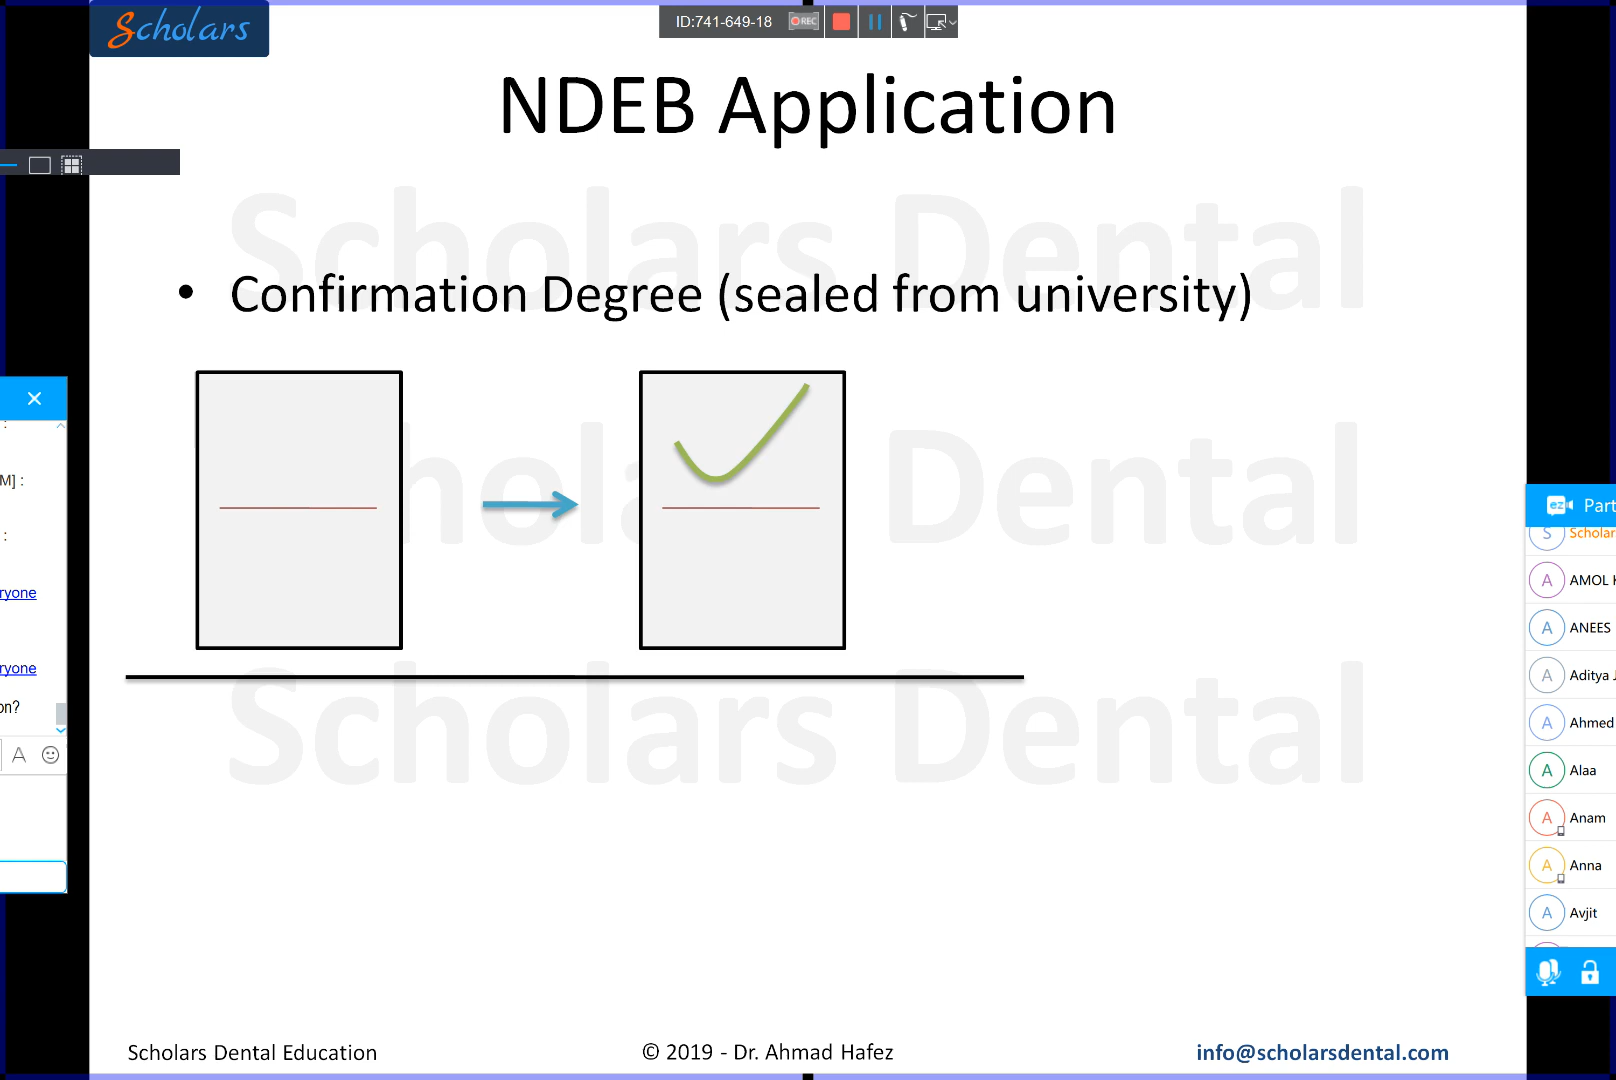 Scholars
ID:741-649-18
REC
NDEB Application
Scholars Dental
• Confirmation Degree (sealed from university)
Dental
Scholars Dental
:
M] :
:
ryone
ryone
on?
A
ez
Part
S Scholar
A AMOL K
A ANEES
A Aditya J
A Ahmed
A Alaa
A Anam
A Anna
A Avjit
Scholars Dental Education
© 2019 - Dr. Ahmad Hafez
info@scholarsdental.com